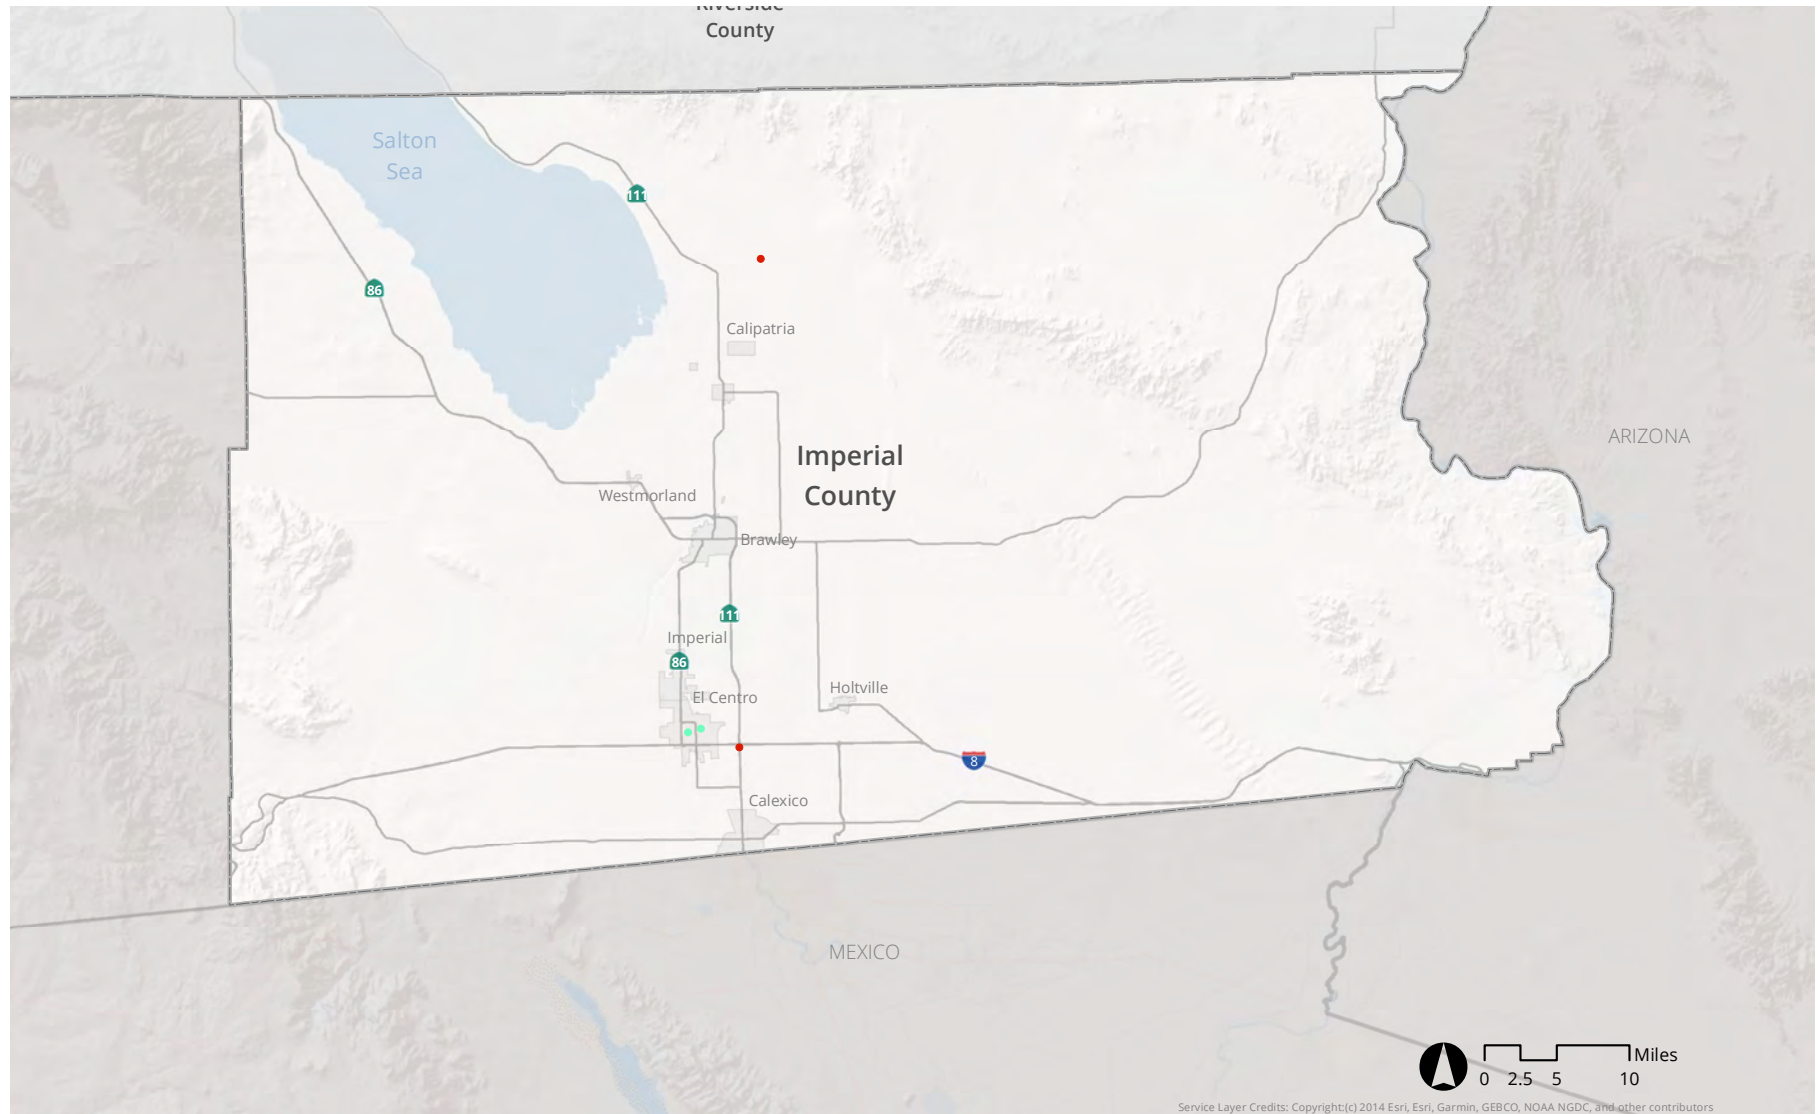 Riverside
County
Salton
Sea
111
86
Calipatria
ARIZONA
Imperial
County
Westmorland
Brawley
111
Imperial
86
El Centro
Holtville
8
Calexico
MEXICO
Miles
0 2.5 5 10
Service Layer Credits: Copyright:(c) 2014 Esri, Esri, Garmin, GEBCO, NOAA NGDC, and other contributors